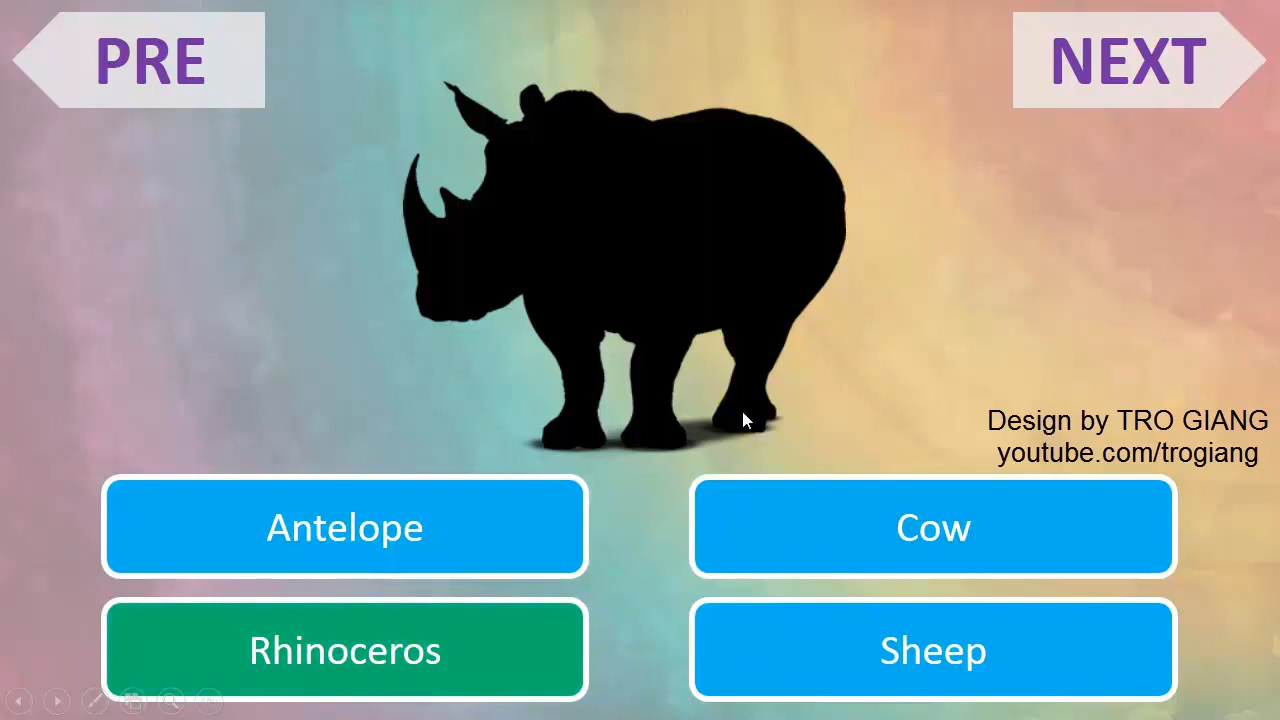 PRE
NEXT
Design by TRO GIANG
youtube.com/trogiang
Antelope
Cow
Rhinoceros
Sheep